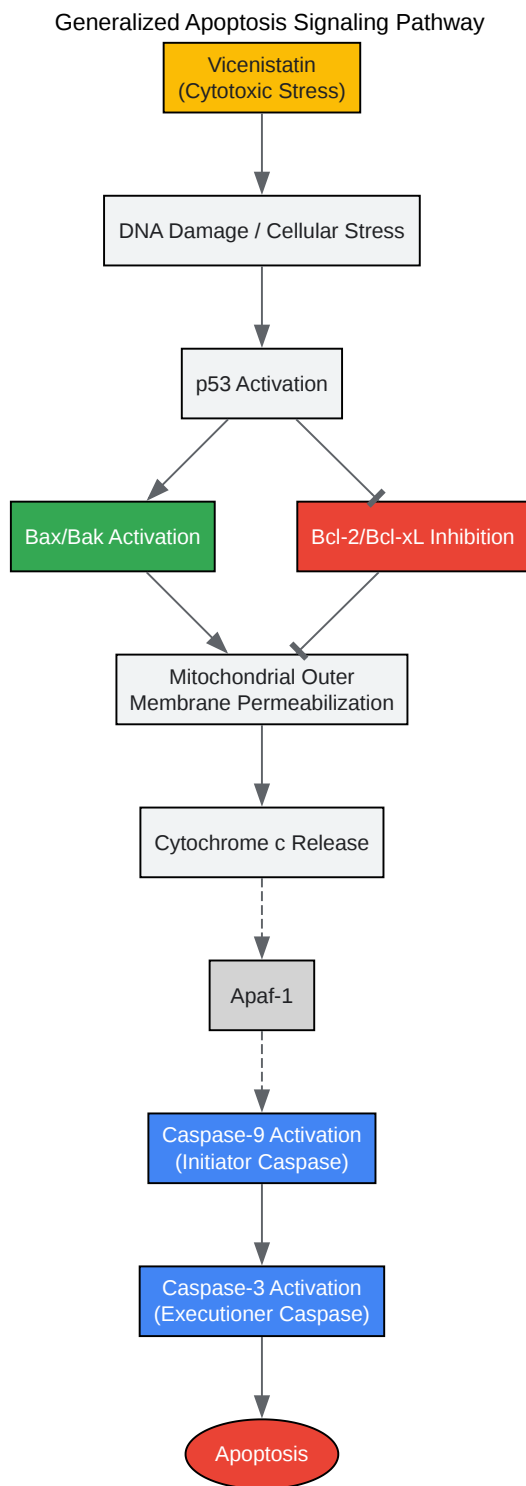 Generalized Apoptosis Signaling Pathway
Vicenistatin
(Cytotoxic Stress)
DNA Damage / Cellular Stress
p53 Activation
Bax/Bak Activation
Bcl-2/Bcl-xL Inhibition
Mitochondrial Outer
Membrane Permeabilization
Cytochrome c Release
Apaf-1
Caspase-9 Activation
(Initiator Caspase)
Caspase-3 Activation
(Executioner Caspase)
Apoptosis